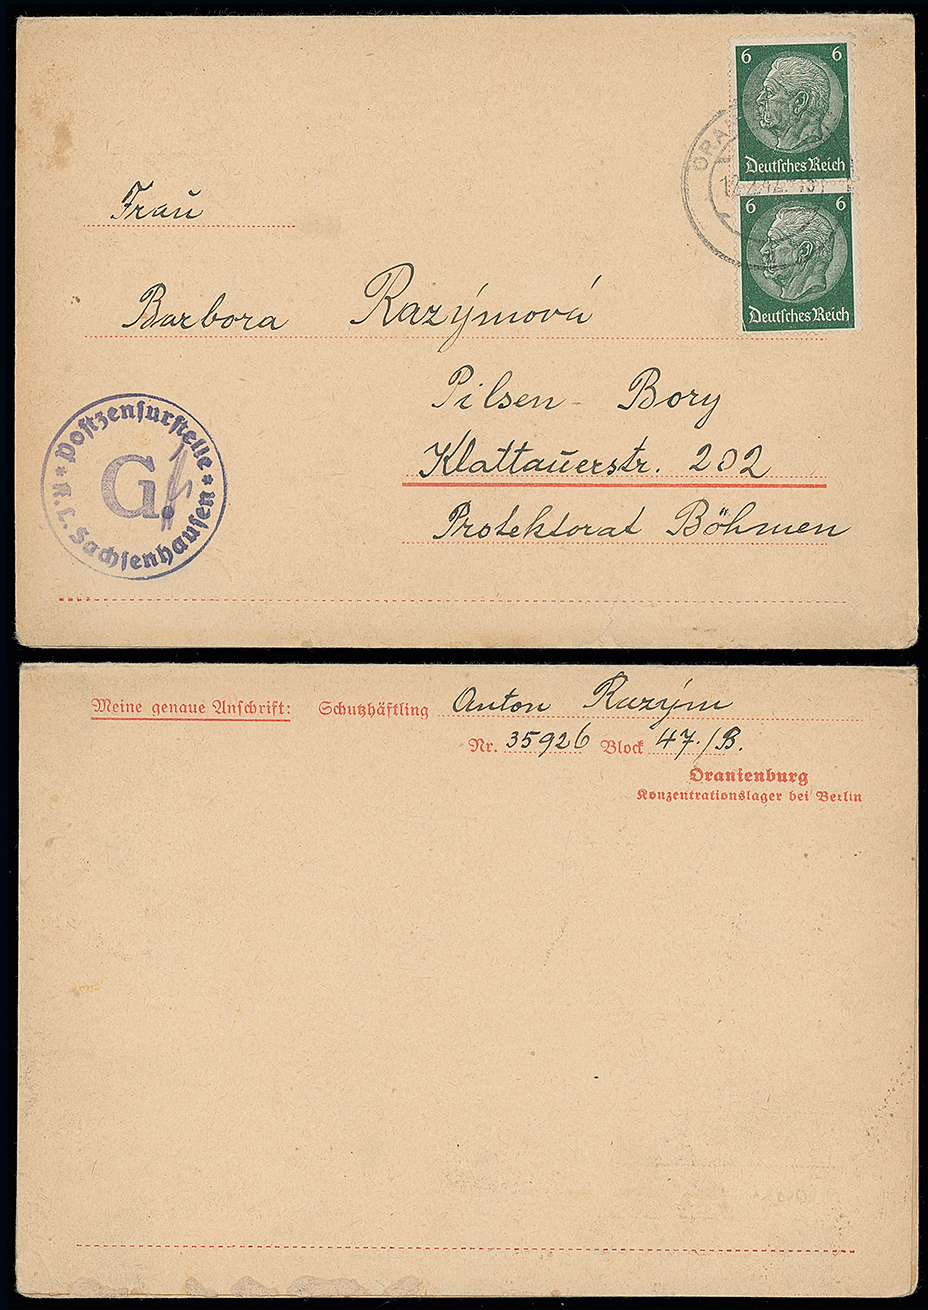 6 6
Deutsches Reich
6 6
Deutsches Reich
Frau
Barbora Razýmová
Pilsen - Bory
Klattauerstr. 202
Protektorat Böhmen
* Postzensurstelle * K.L. Sachsenhausen
G.
Meine genaue Anschrift: Schutzhäftling Anton Razým
Nr. 35926 Block 47./B.
Oranienburg
Konzentrationslager bei Berlin